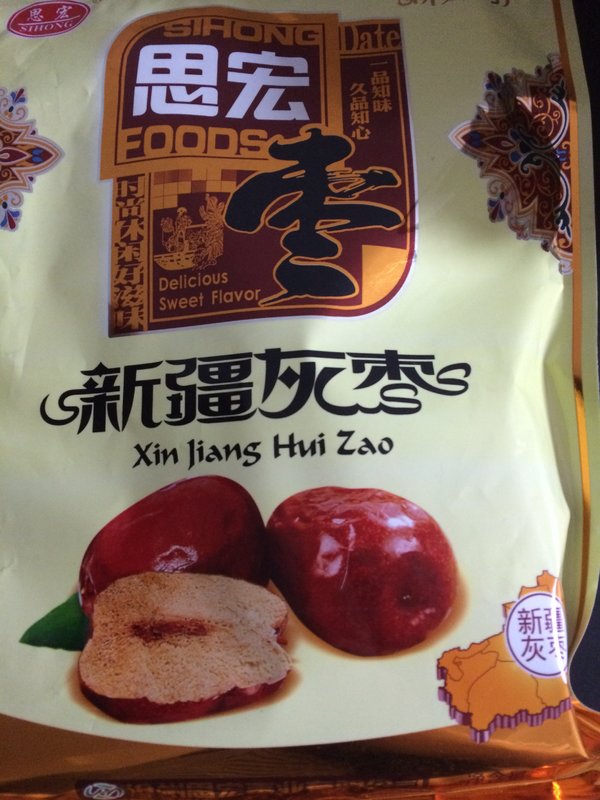 思宏
SIHONG
SIHONG
Date
思宏
一品知味
久品知心
FOODS
枣
Delicious
Sweet Flavor
新疆灰枣
Xin Jiang Hui Zao
新疆
灰枣